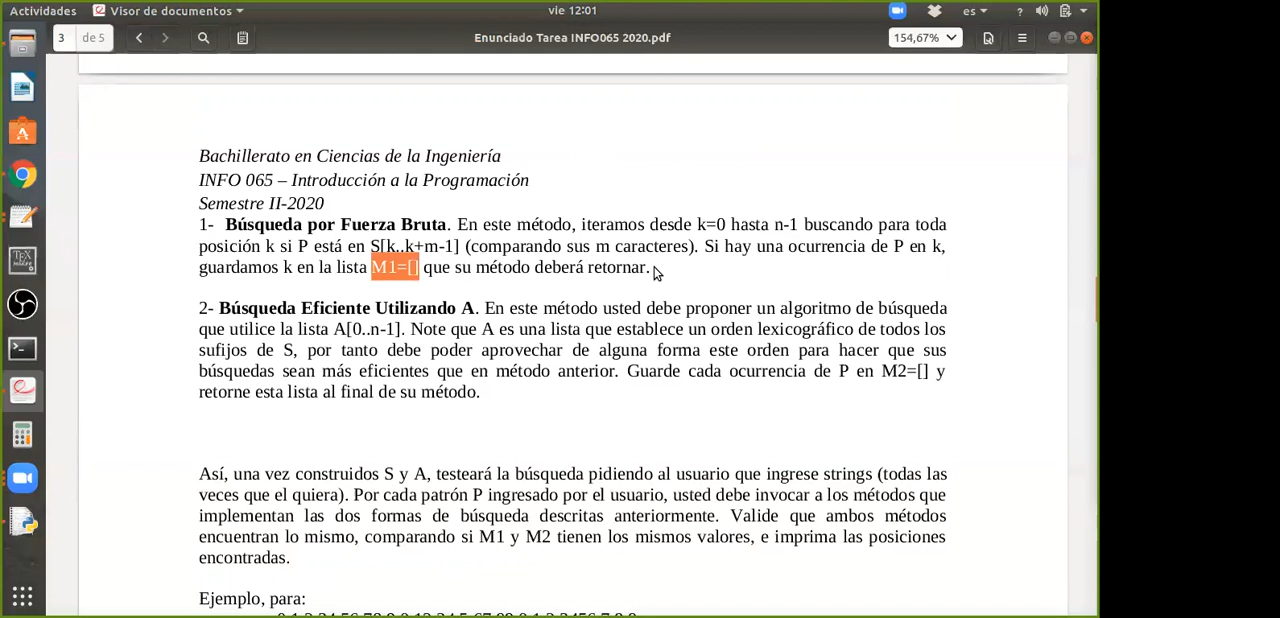 Actividades Visor de documentos vie 12:01 es ?
3 de 5 Enunciado Tarea INFO065 2020.pdf 154,67%
Bachillerato en Ciencias de la Ingeniería
INFO 065 – Introducción a la Programación
Semestre II-2020
1- Búsqueda por Fuerza Bruta. En este método, iteramos desde k=0 hasta n-1 buscando para toda
posición k si P está en S[k..k+m-1] (comparando sus m caracteres). Si hay una ocurrencia de P en k,
guardamos k en la lista M1=[] que su método deberá retornar.
2- Búsqueda Eficiente Utilizando A. En este método usted debe proponer un algoritmo de búsqueda
que utilice la lista A[0..n-1]. Note que A es una lista que establece un orden lexicográfico de todos los
sufijos de S, por tanto debe poder aprovechar de alguna forma este orden para hacer que sus
búsquedas sean más eficientes que en método anterior. Guarde cada ocurrencia de P en M2=[] y
retorne esta lista al final de su método.
Así, una vez construidos S y A, testeará la búsqueda pidiendo al usuario que ingrese strings (todas las
veces que el quiera). Por cada patrón P ingresado por el usuario, usted debe invocar a los métodos que
implementan las dos formas de búsqueda descritas anteriormente. Valide que ambos métodos
encuentran lo mismo, comparando si M1 y M2 tienen los mismos valores, e imprima las posiciones
encontradas.
Ejemplo, para: